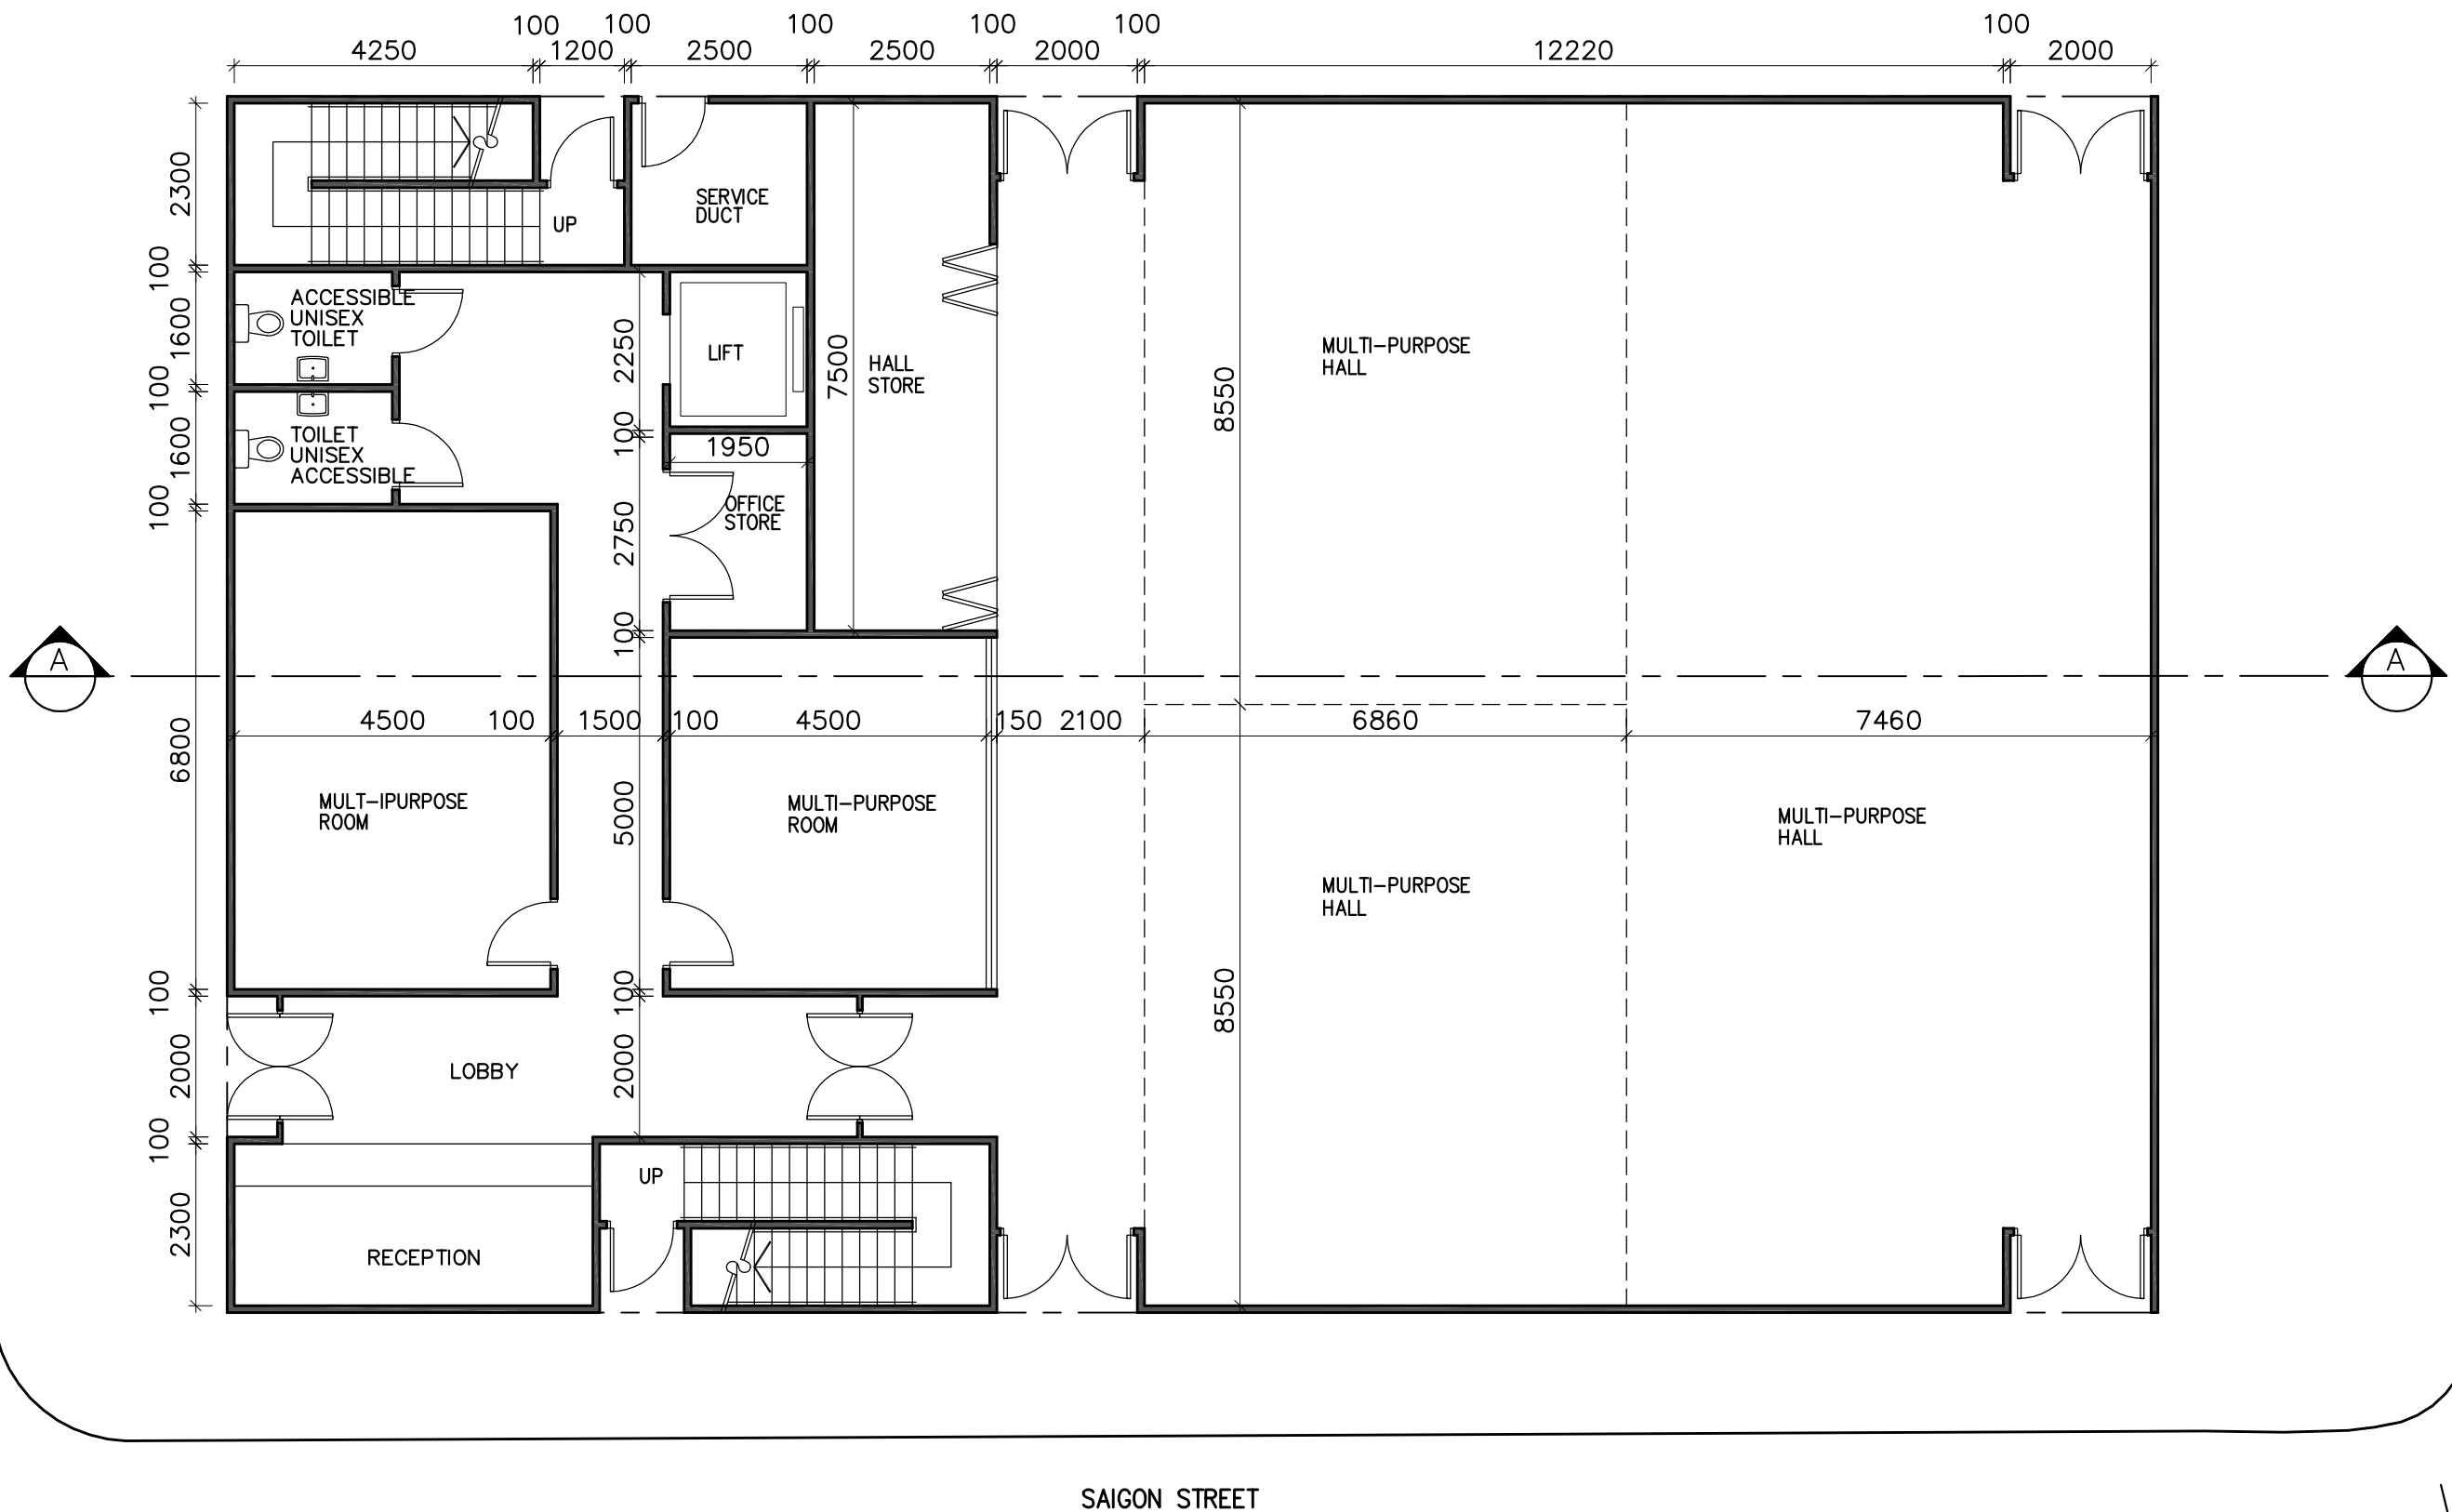 100 100 100 100 100 100
4250 1200 2500 2500 2000 12220 2000
2300
SERVICE
DUCT
UP
100
ACCESSIBLE
UNISEX
TOILET
1600
2250
LIFT
7500
HALL
STORE
MULTI-PURPOSE
HALL
8550
100
TOILET
UNISEX
ACCESSIBLE
1600
100
1950
OFFICE
STORE
2750
100
100
A
A
4500 100 1500 100 4500 150 2100 6860 7460
6800
MULT-IPURPOSE
ROOM
5000
MULTI-PURPOSE
ROOM
MULTI-PURPOSE
HALL
MULTI-PURPOSE
HALL
8550
100
100
2000
LOBBY
2000
100
UP
2300
RECEPTION
SAIGON STREET